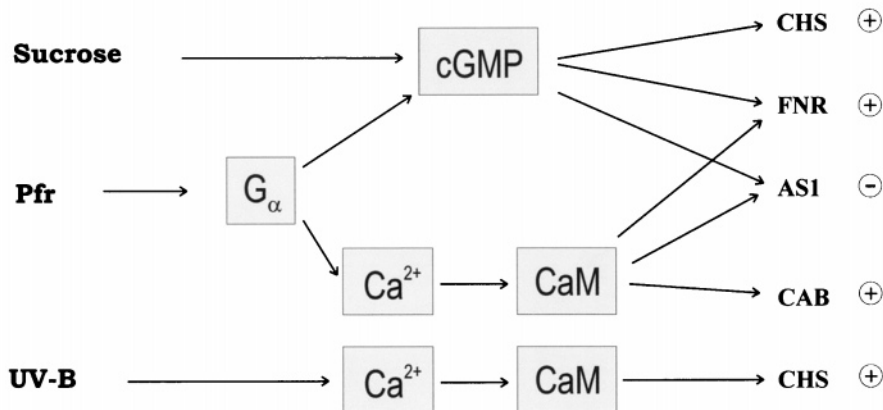 CHS +
Sucrose
cGMP
FNR +
Pfr
Gα
AS1 −
Ca2+ CaM
CAB +
UV-B
Ca2+ CaM
CHS +